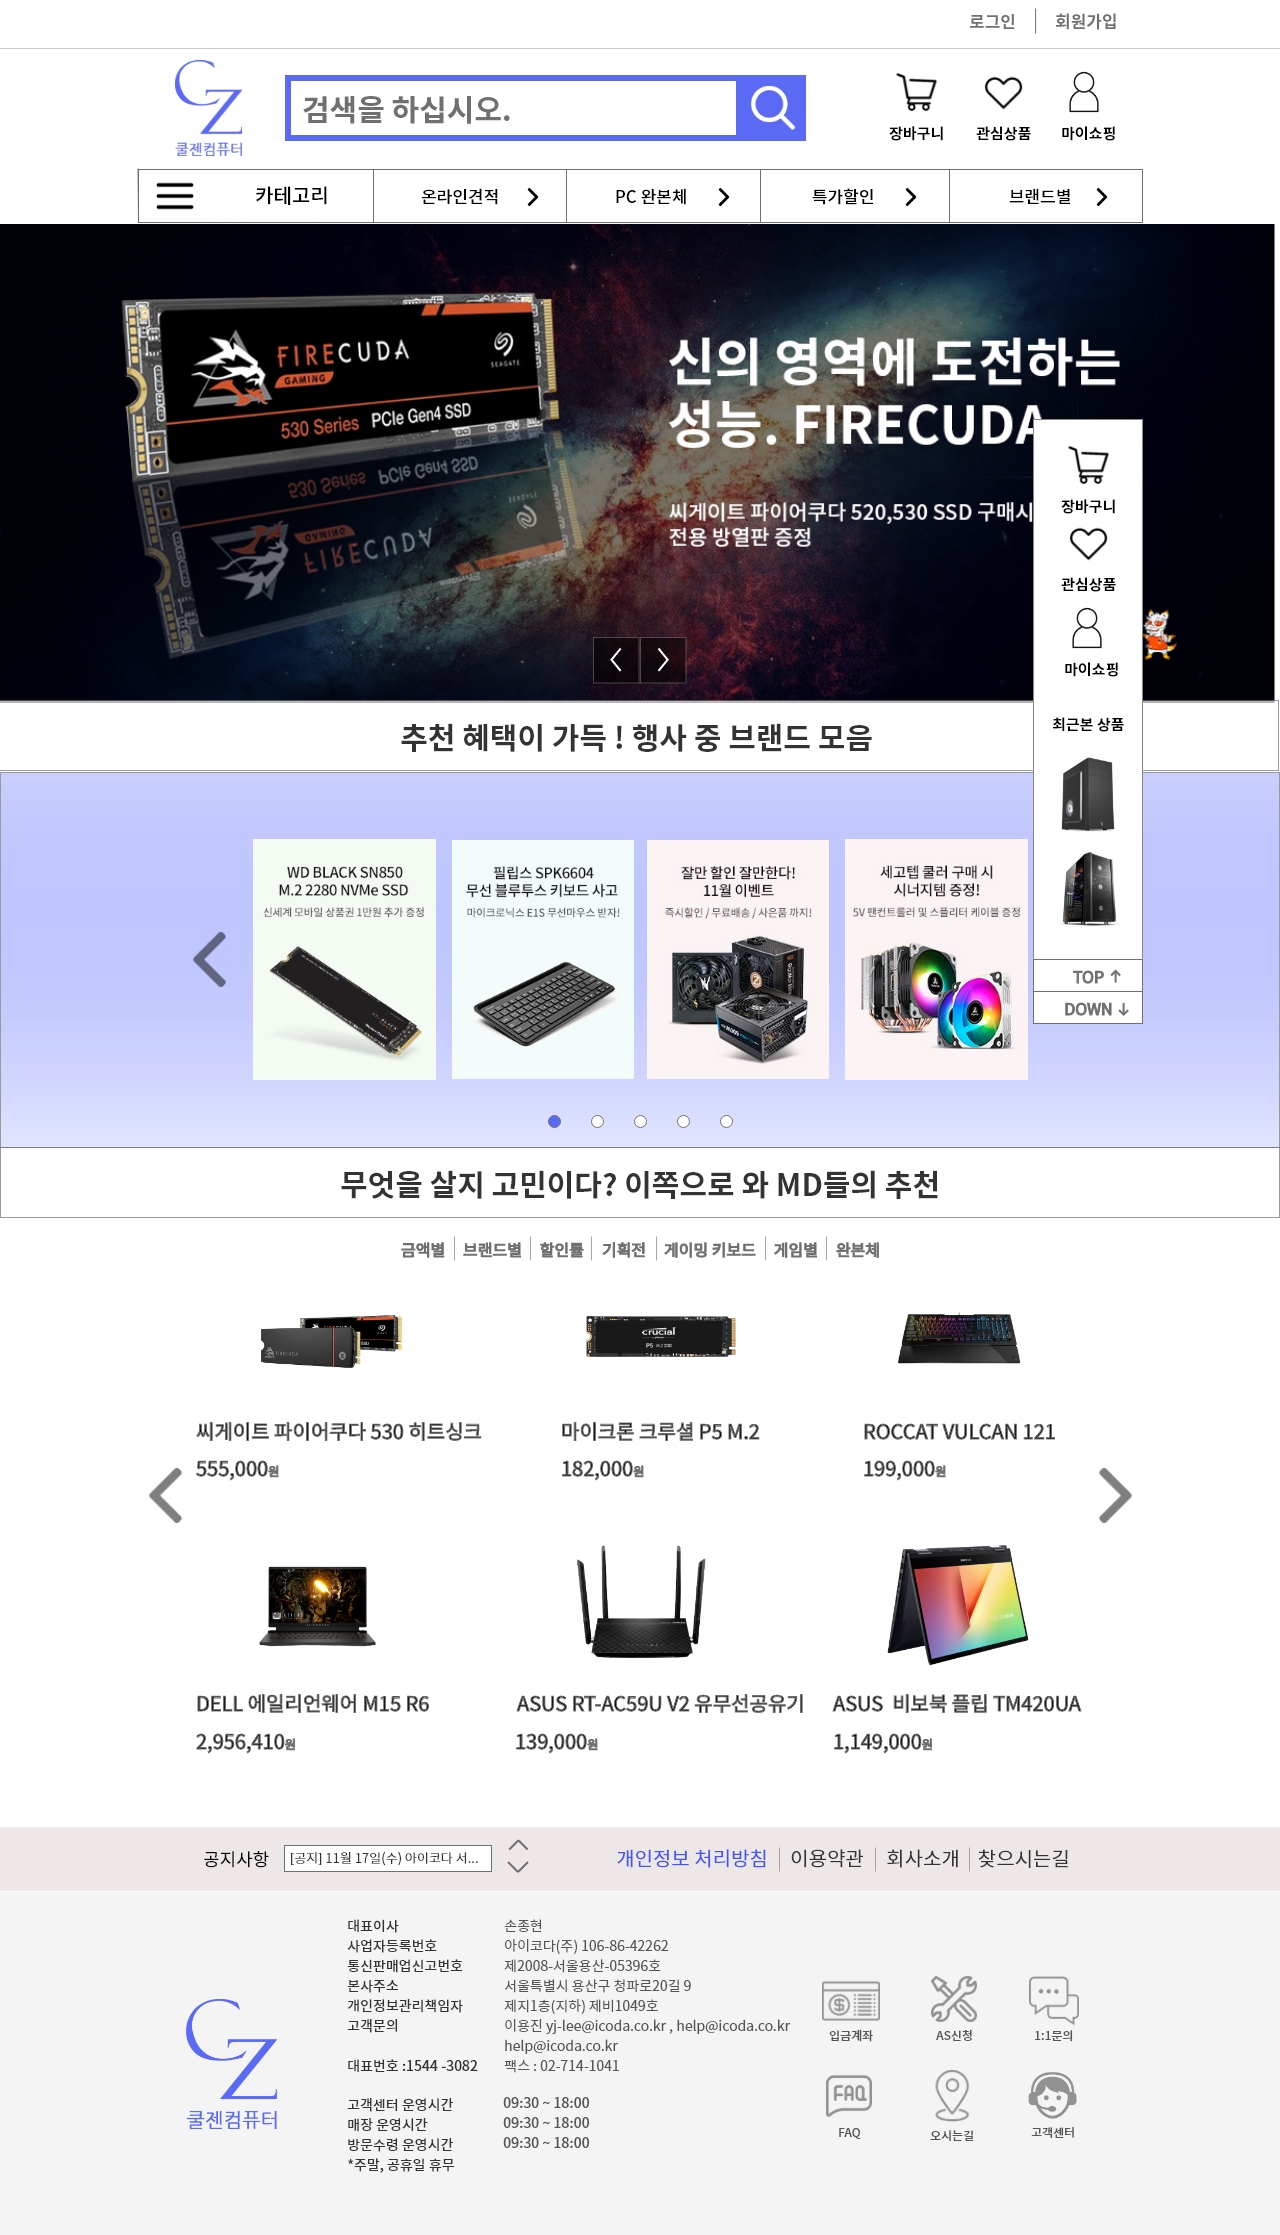 로그인
회원가입
CZ
쿨젠컴퓨터
검색을 하십시오.
장바구니
관심상품
마이쇼핑
카테고리
온라인견적
PC 완본체
특가할인
브랜드별
FIRECUDA
GAMING
SEAGATE
530 Series PCIe Gen4 SSD
신의 영역에 도전하는
성능. FIRECUDA
씨게이트 파이어쿠다 520,530 SSD 구매시
전용 방열판 증정
장바구니
관심상품
마이쇼핑
최근본 상품
TOP ↑
DOWN ↓
추천 혜택이 가득 ! 행사 중 브랜드 모음
WD BLACK SN850
M.2 2280 NVMe SSD
신세계 모바일 상품권 1만원 추가 증정
필립스 SPK6604
무선 블루투스 키보드 사고
마이크로닉스 E1S 무선마우스 받자!
잘만 할인 잘만한다!
11월 이벤트
즉시할인 / 무료배송 / 사은품 까지!
세고텝 쿨러 구매 시
시너지템 증정!
5V 팬컨트롤러 및 스플리터 케이블 증정
무엇을 살지 고민이다? 이쪽으로 와 MD들의 추천
금액별
브랜드별
할인률
기획전
게이밍 키보드
게임별
완본체
FIRECUDA
crucial
P5 M.2 2280
씨게이트 파이어쿠다 530 히트싱크
555,000원
마이크론 크루셜 P5 M.2
182,000원
ROCCAT VULCAN 121
199,000원
DELL 에일리언웨어 M15 R6
2,956,410원
ASUS RT-AC59U V2 유무선공유기
139,000원
ASUS 비보북 플립 TM420UA
1,149,000원
공지사항
[공지] 11월 17일(수) 아이코다 서...
개인정보 처리방침
이용약관
회사소개
찾으시는길
CZ
쿨젠컴퓨터
대표이사
손종현
사업자등록번호
아이코다(주) 106-86-42262
통신판매업신고번호
제2008-서울용산-05396호
본사주소
서울특별시 용산구 청파로20길 9
개인정보관리책임자
제지1층(지하) 제비1049호
고객문의
이용진 yj-lee@icoda.co.kr , help@icoda.co.kr
help@icoda.co.kr
대표번호 :1544 -3082
팩스 : 02-714-1041
고객센터 운영시간
09:30 ~ 18:00
매장 운영시간
09:30 ~ 18:00
방문수령 운영시간
09:30 ~ 18:00
*주말, 공휴일 휴무
입금계좌
AS신청
1:1문의
FAQ
FAQ
오시는길
고객센터